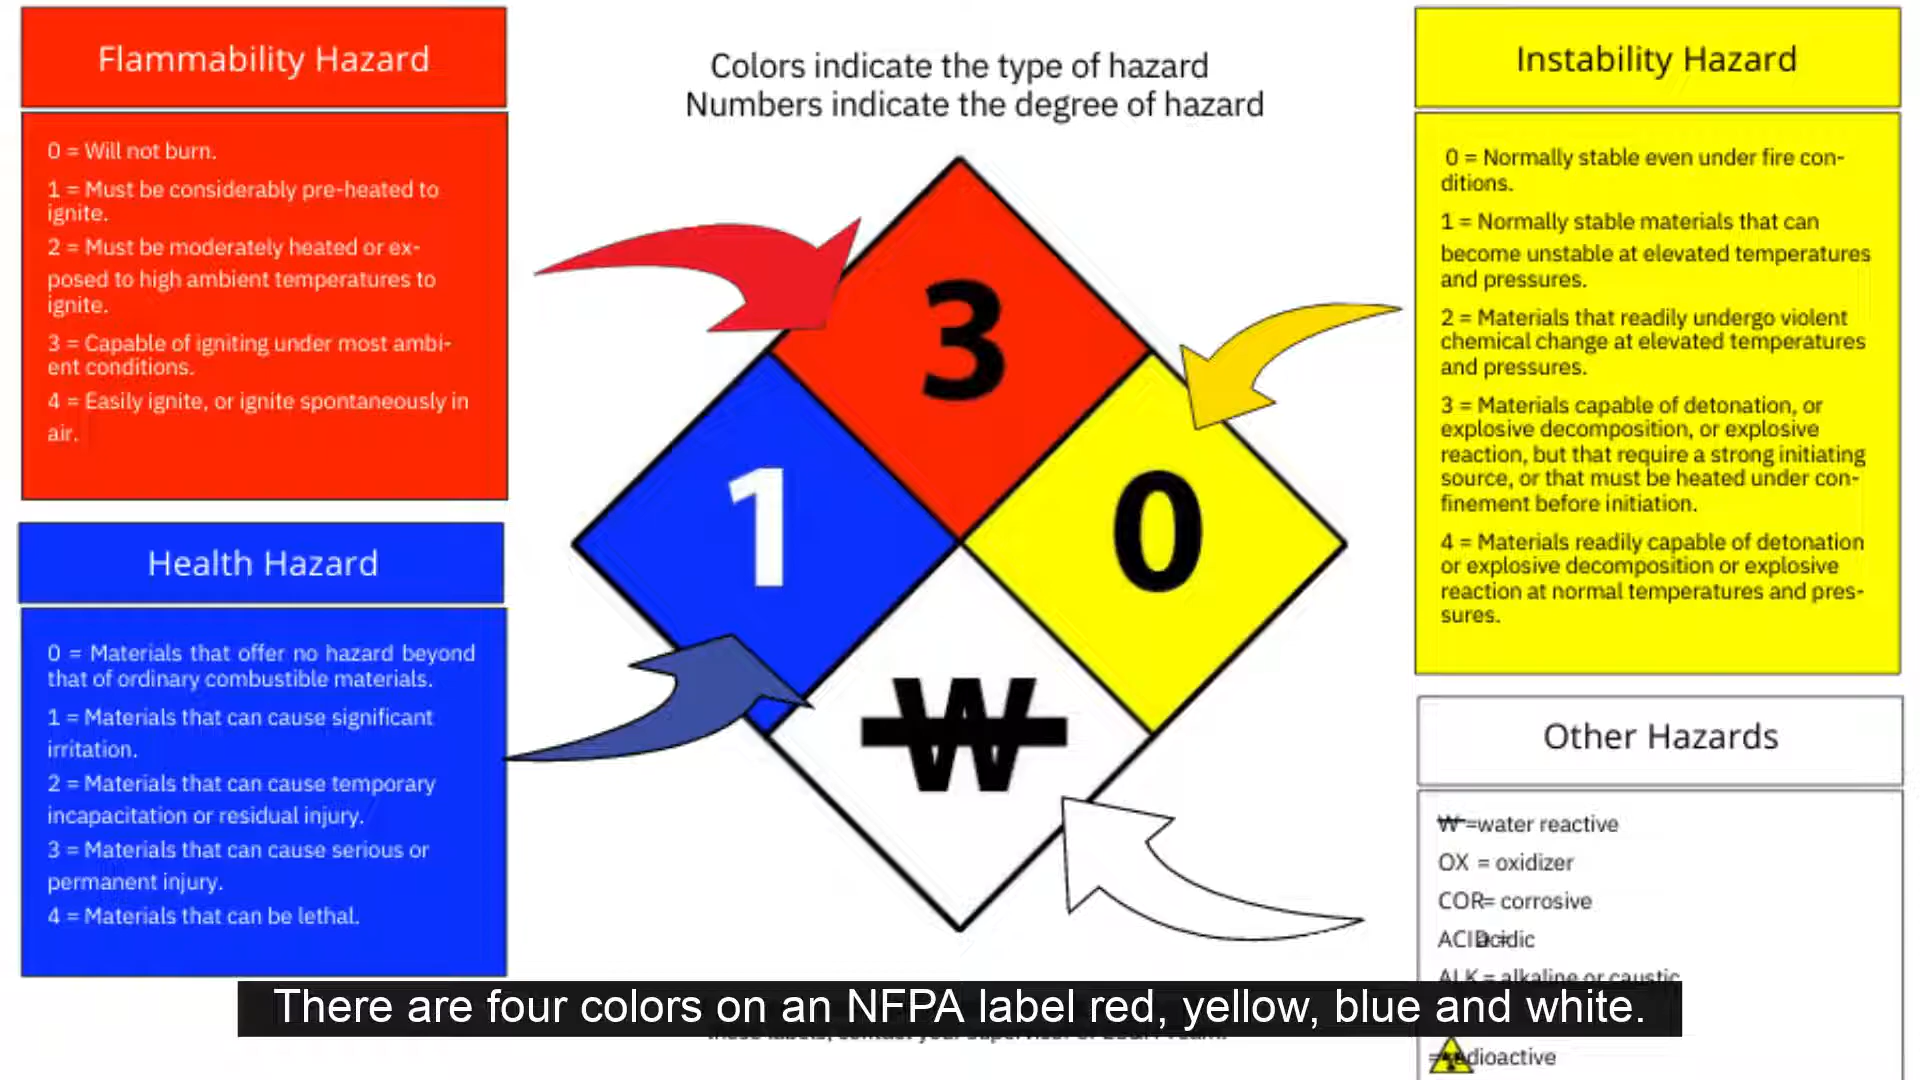 Flammability Hazard
0 = Will not burn.
1 = Must be considerably pre-heated to
ignite.
2 = Must be moderately heated or ex-
posed to high ambient temperatures to
ignite.
3 = Capable of igniting under most ambi-
ent conditions.
4 = Easily ignite, or ignite spontaneously in
air.
Health Hazard
0 = Materials that offer no hazard beyond
that of ordinary combustible materials.
1 = Materials that can cause significant
irritation.
2 = Materials that can cause temporary
incapacitation or residual injury.
3 = Materials that can cause serious or
permanent injury.
4 = Materials that can be lethal.
Colors indicate the type of hazard
Numbers indicate the degree of hazard
3
1
0
W
Instability Hazard
0 = Normally stable even under fire con-
ditions.
1 = Normally stable materials that can
become unstable at elevated temperatures
and pressures.
2 = Materials that readily undergo violent
chemical change at elevated temperatures
and pressures.
3 = Materials capable of detonation, or
explosive decomposition, or explosive
reaction, but that require a strong initiating
source, or that must be heated under con-
finement before initiation.
4 = Materials readily capable of detonation
or explosive decomposition or explosive
reaction at normal temperatures and pres-
sures.
Other Hazards
W =water reactive
OX = oxidizer
COR= corrosive
ACID = acidic
ALK = alkaline or caustic
There are four colors on an NFPA label red, yellow, blue and white.
= radioactive